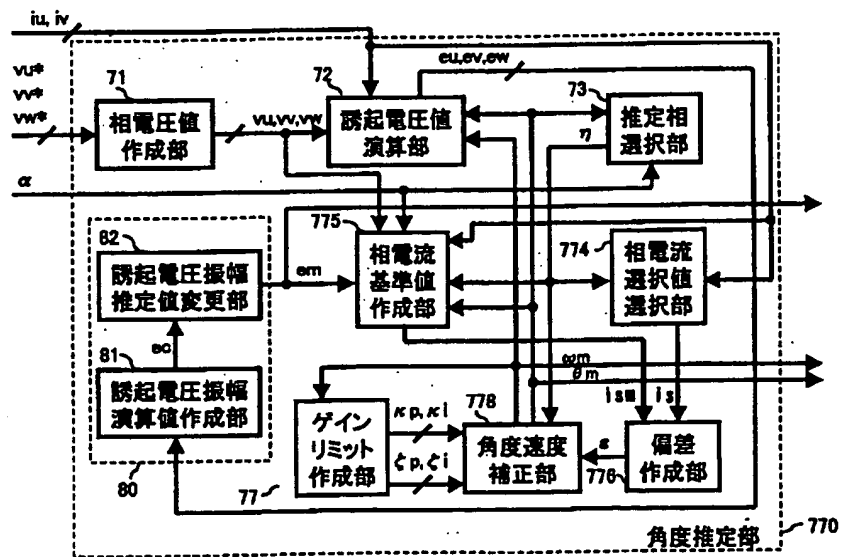 iu, iv
vu*
vv*
vw*
71
相電圧値
作成部
vu,vv,vw
72
誘起電圧値
演算部
eu,ev,ew
73
推定相
選択部
η
α
82
誘起電圧振幅
推定値変更部
em
775
相電流
基準値
作成部
774
相電流
選択値
選択部
ec
81
誘起電圧振幅
演算値作成部
80
ωm
θm
ism
is
ゲイン
リミット
作成部
77
κp,κi
ζp,ζi
778
角度速度
補正部
ε
776
偏差
作成部
角度推定部
770